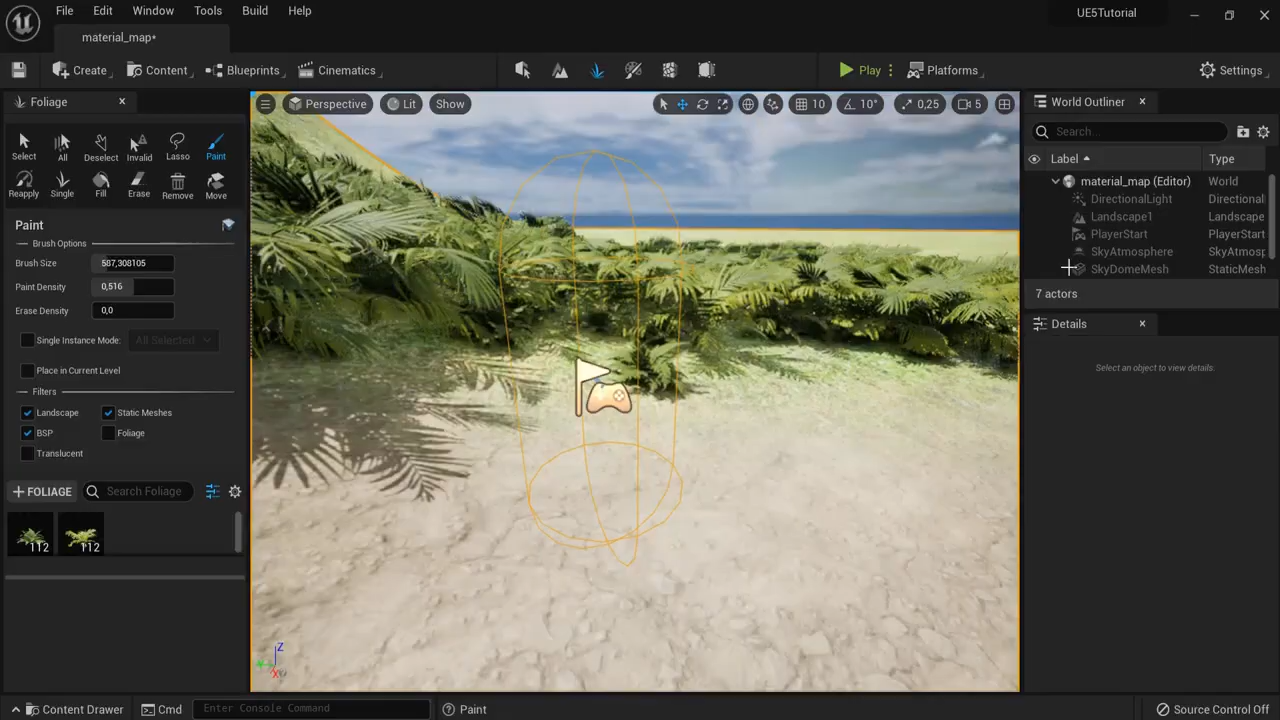 File Edit Window Tools Build Help
UE5Tutorial
material_map*
Create Content Blueprints Cinematics Play Platforms Settings
Foliage
Perspective Lit Show 10 10° 0,25 5
World Outliner
Search...
Select All Deselect Invalid Lasso Paint
Label Type
Reapply Single Fill Erase Remove Move
material_map (Editor) World
DirectionalLight Directional
Landscape1 Landscape
PlayerStart PlayerStart
SkyAtmosphere SkyAtmosp
SkyDomeMesh StaticMesh
7 actors
Paint
Brush Options
Brush Size 587,308105
Paint Density 0,516
Erase Density 0,0
Details
Select an object to view details.
Single Instance Mode: All Selected
Place in Current Level
Filters
Landscape Static Meshes
BSP Foliage
Translucent
+ FOLIAGE Search Foliage
112 112
Z
X
Content Drawer Cmd Enter Console Command Paint Source Control Off